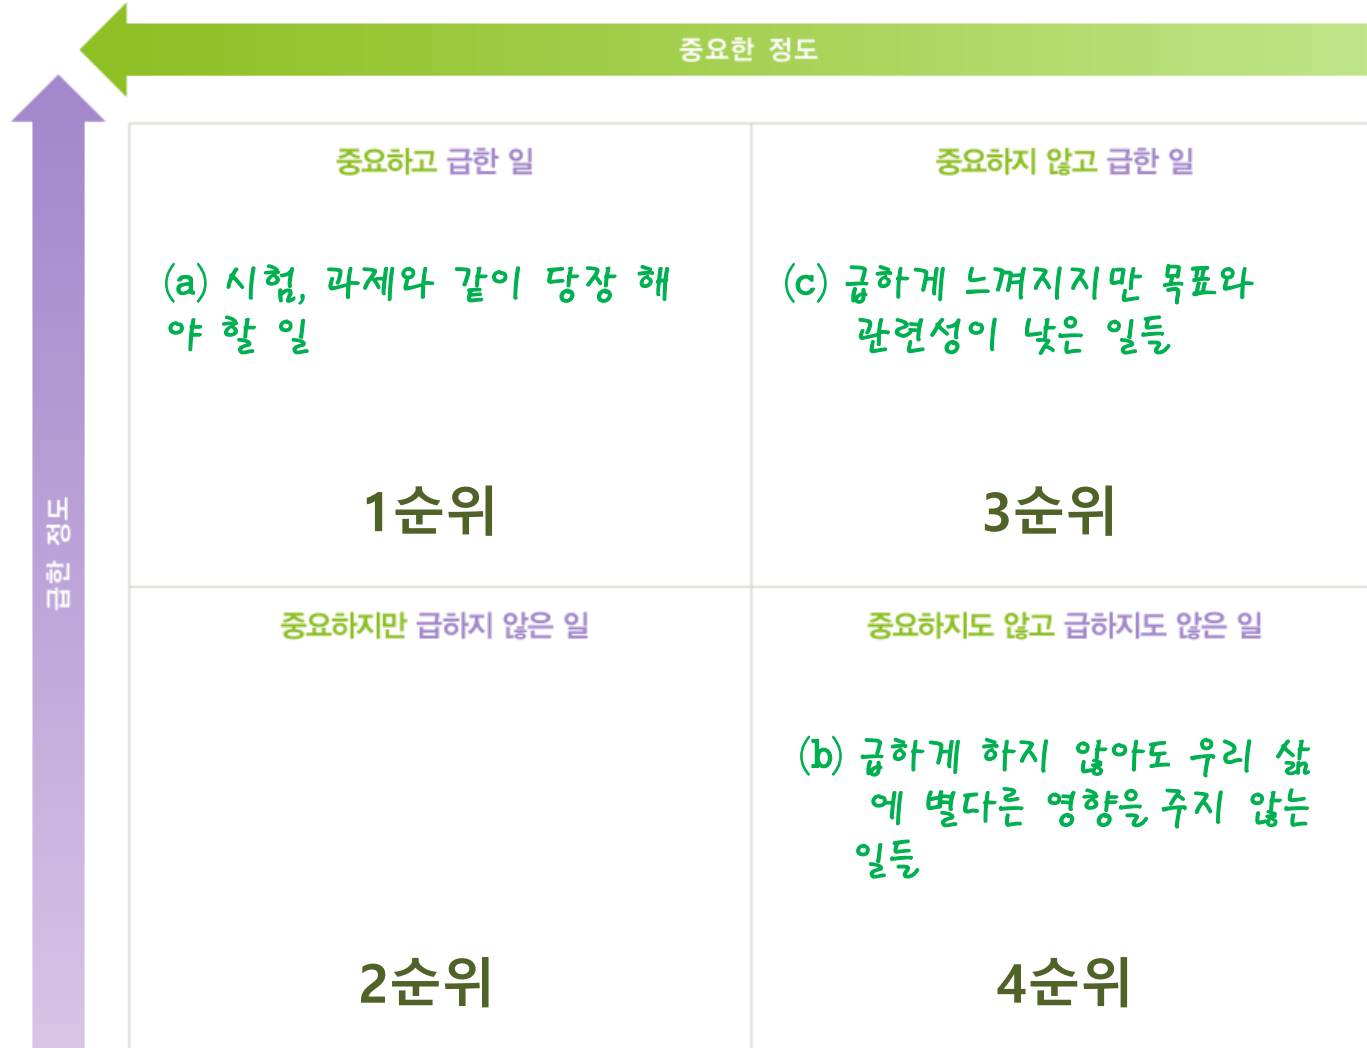 중요한 정도
급한 정도
중요하고 급한 일
(a) 시험, 과제와 같이 당장 해
야 할 일
1순위
중요하지 않고 급한 일
(c) 급하게 느껴지지만 목표와
관련성이 낮은 일들
3순위
중요하지만 급하지 않은 일
2순위
중요하지도 않고 급하지도 않은 일
(b) 급하게 하지 않아도 우리 삶
에 별다른 영향을 주지 않는
일들
4순위